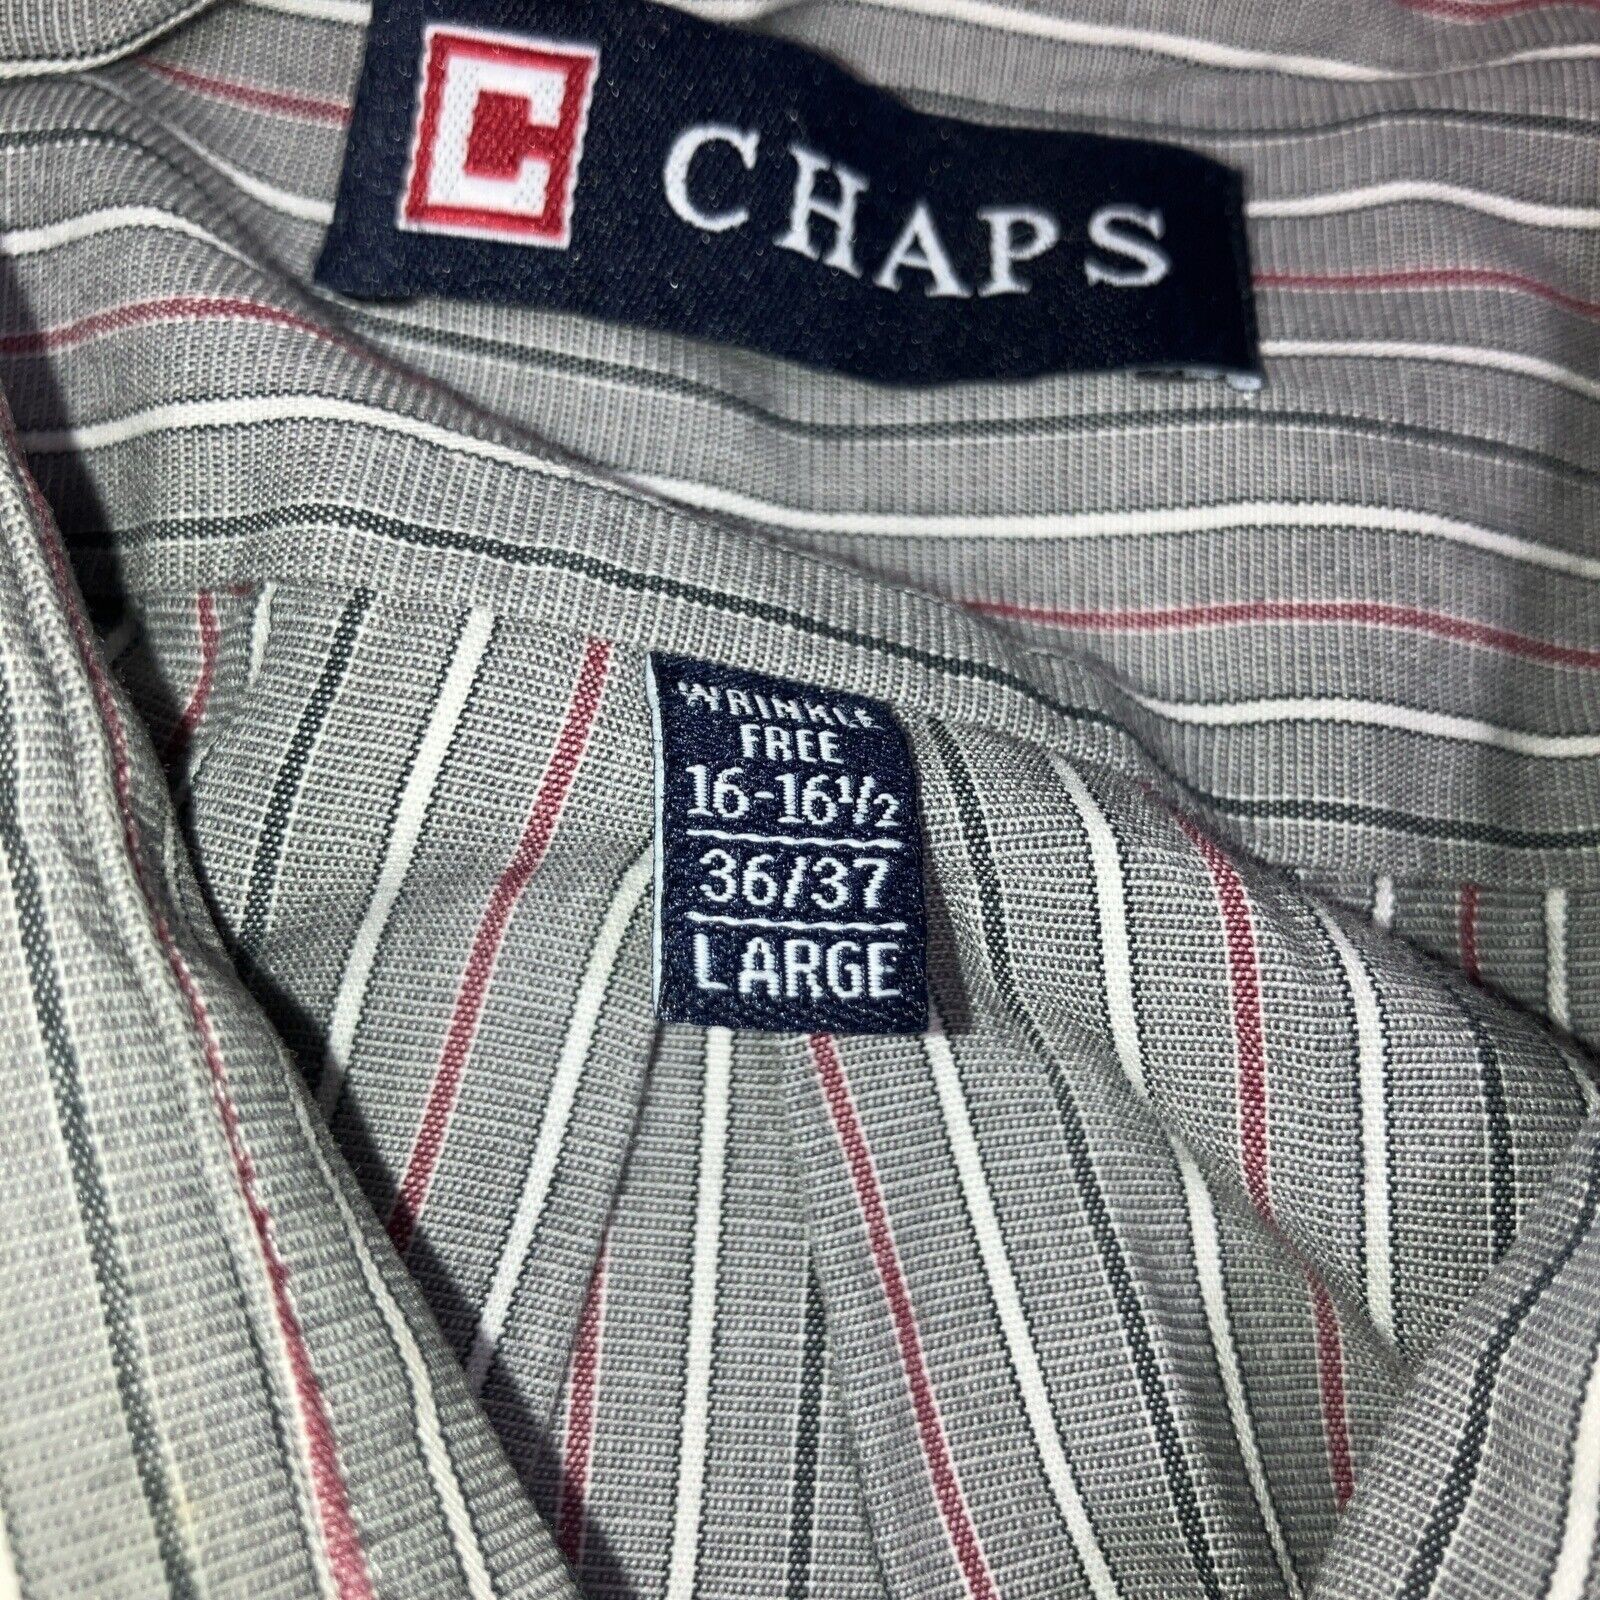 C CHAPS
WRINKLE
FREE
16-16½
36/37
LARGE